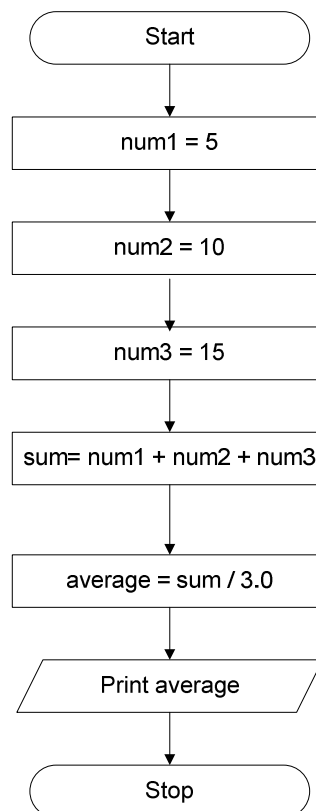 Start
num1 = 5
num2 = 10
num3 = 15
sum= num1 + num2 + num3
average = sum / 3.0
Print average
Stop